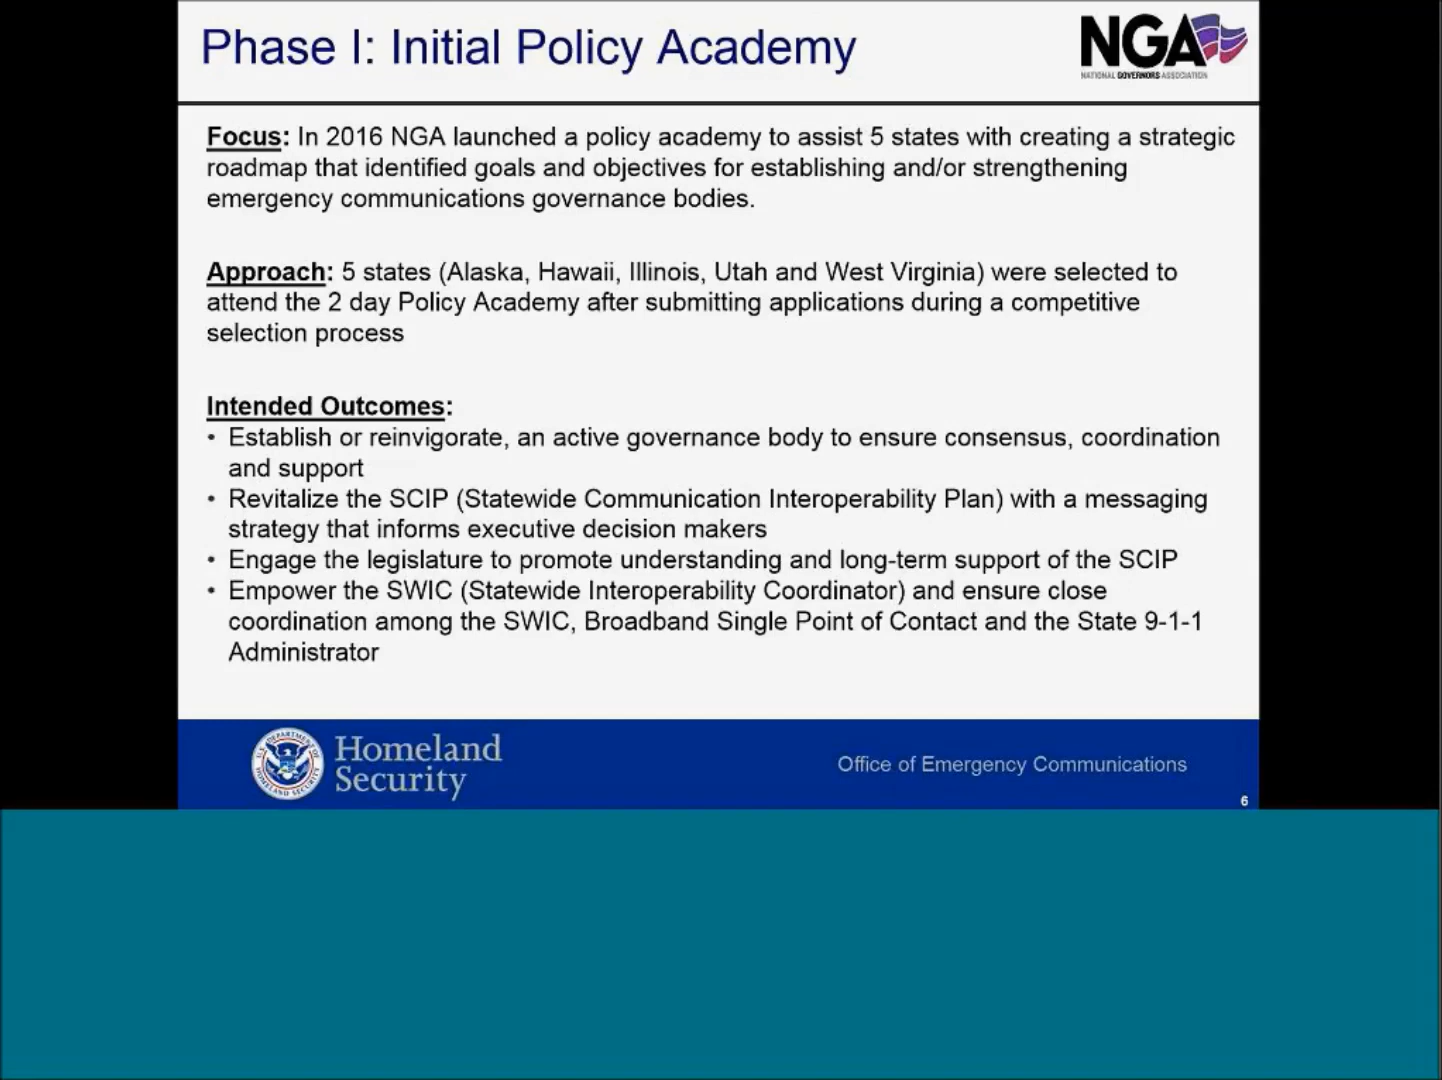 Phase I: Initial Policy Academy
NGA
NATIONAL GOVERNORS ASSOCIATION
Focus: In 2016 NGA launched a policy academy to assist 5 states with creating a strategic
roadmap that identified goals and objectives for establishing and/or strengthening
emergency communications governance bodies.
Approach: 5 states (Alaska, Hawaii, Illinois, Utah and West Virginia) were selected to
attend the 2 day Policy Academy after submitting applications during a competitive
selection process
Intended Outcomes:
• Establish or reinvigorate, an active governance body to ensure consensus, coordination
and support
• Revitalize the SCIP (Statewide Communication Interoperability Plan) with a messaging
strategy that informs executive decision makers
• Engage the legislature to promote understanding and long-term support of the SCIP
• Empower the SWIC (Statewide Interoperability Coordinator) and ensure close
coordination among the SWIC, Broadband Single Point of Contact and the State 9-1-1
Administrator
U.S. DEPARTMENT OF
HOMELAND SECURITY
Homeland
Security
Office of Emergency Communications
6